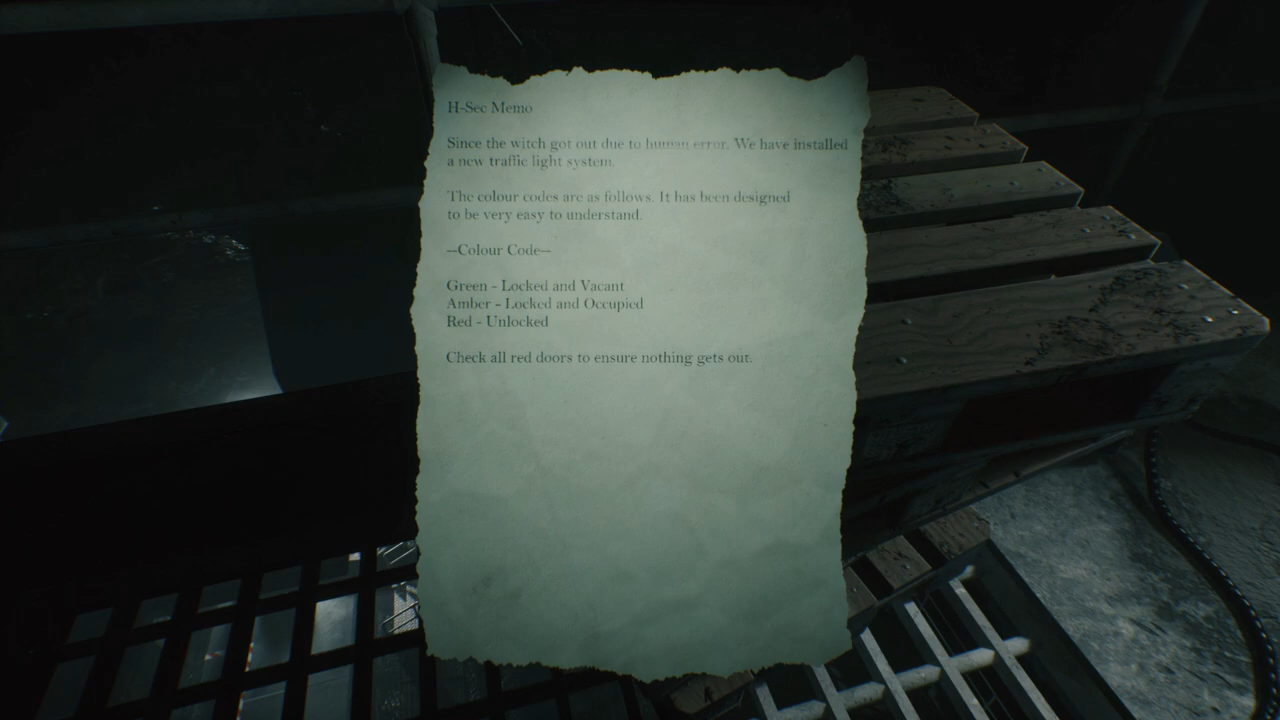 H-Sec Memo
Since the witch got out due to human error. We have installed
a new traffic light system.
The colour codes are as follows. It has been designed
to be very easy to understand.
--Colour Code--
Green - Locked and Vacant
Amber - Locked and Occupied
Red - Unlocked
Check all red doors to ensure nothing gets out.